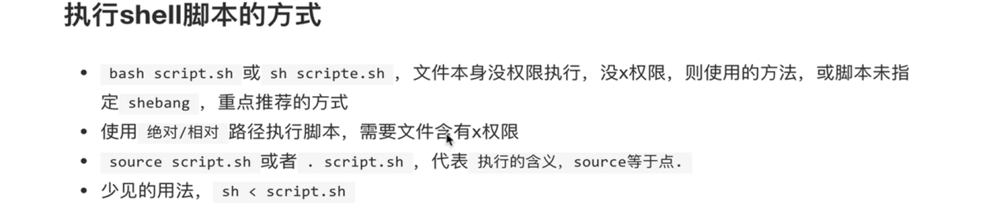 执行shell脚本的方式
• bash script.sh 或 sh scripte.sh ，文件本身没权限执行，没x权限，则使用的方法，或脚本未指
定 shebang ，重点推荐的方式
• 使用 绝对/相对 路径执行脚本，需要文件含有x权限
• source script.sh 或者 . script.sh ，代表 执行的含义，source等于点.
• 少见的用法， sh < script.sh